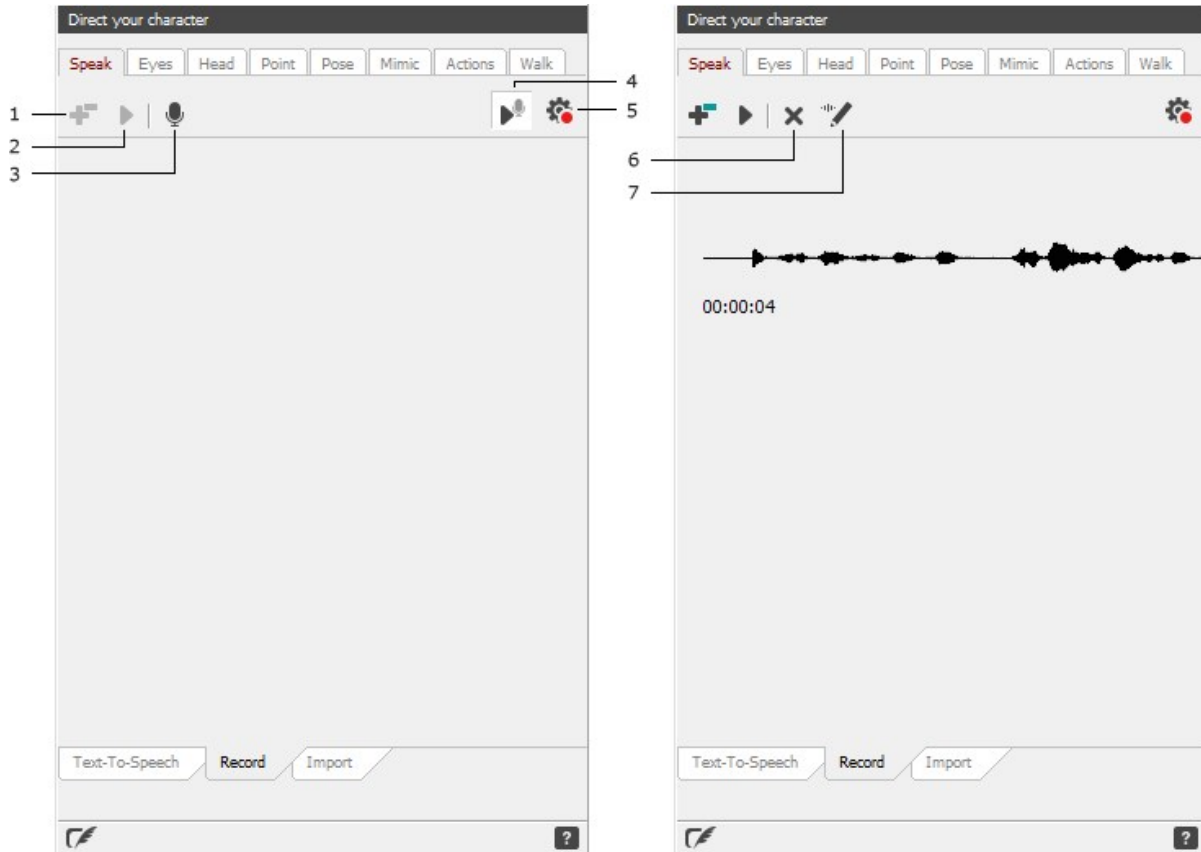 Direct your character
Speak Eyes Head Point Pose Mimic Actions Walk
1
2
3
4
5
Text-To-Speech Record Import
?
Direct your character
Speak Eyes Head Point Pose Mimic Actions Walk
6
7
00:00:04
Text-To-Speech Record Import
?